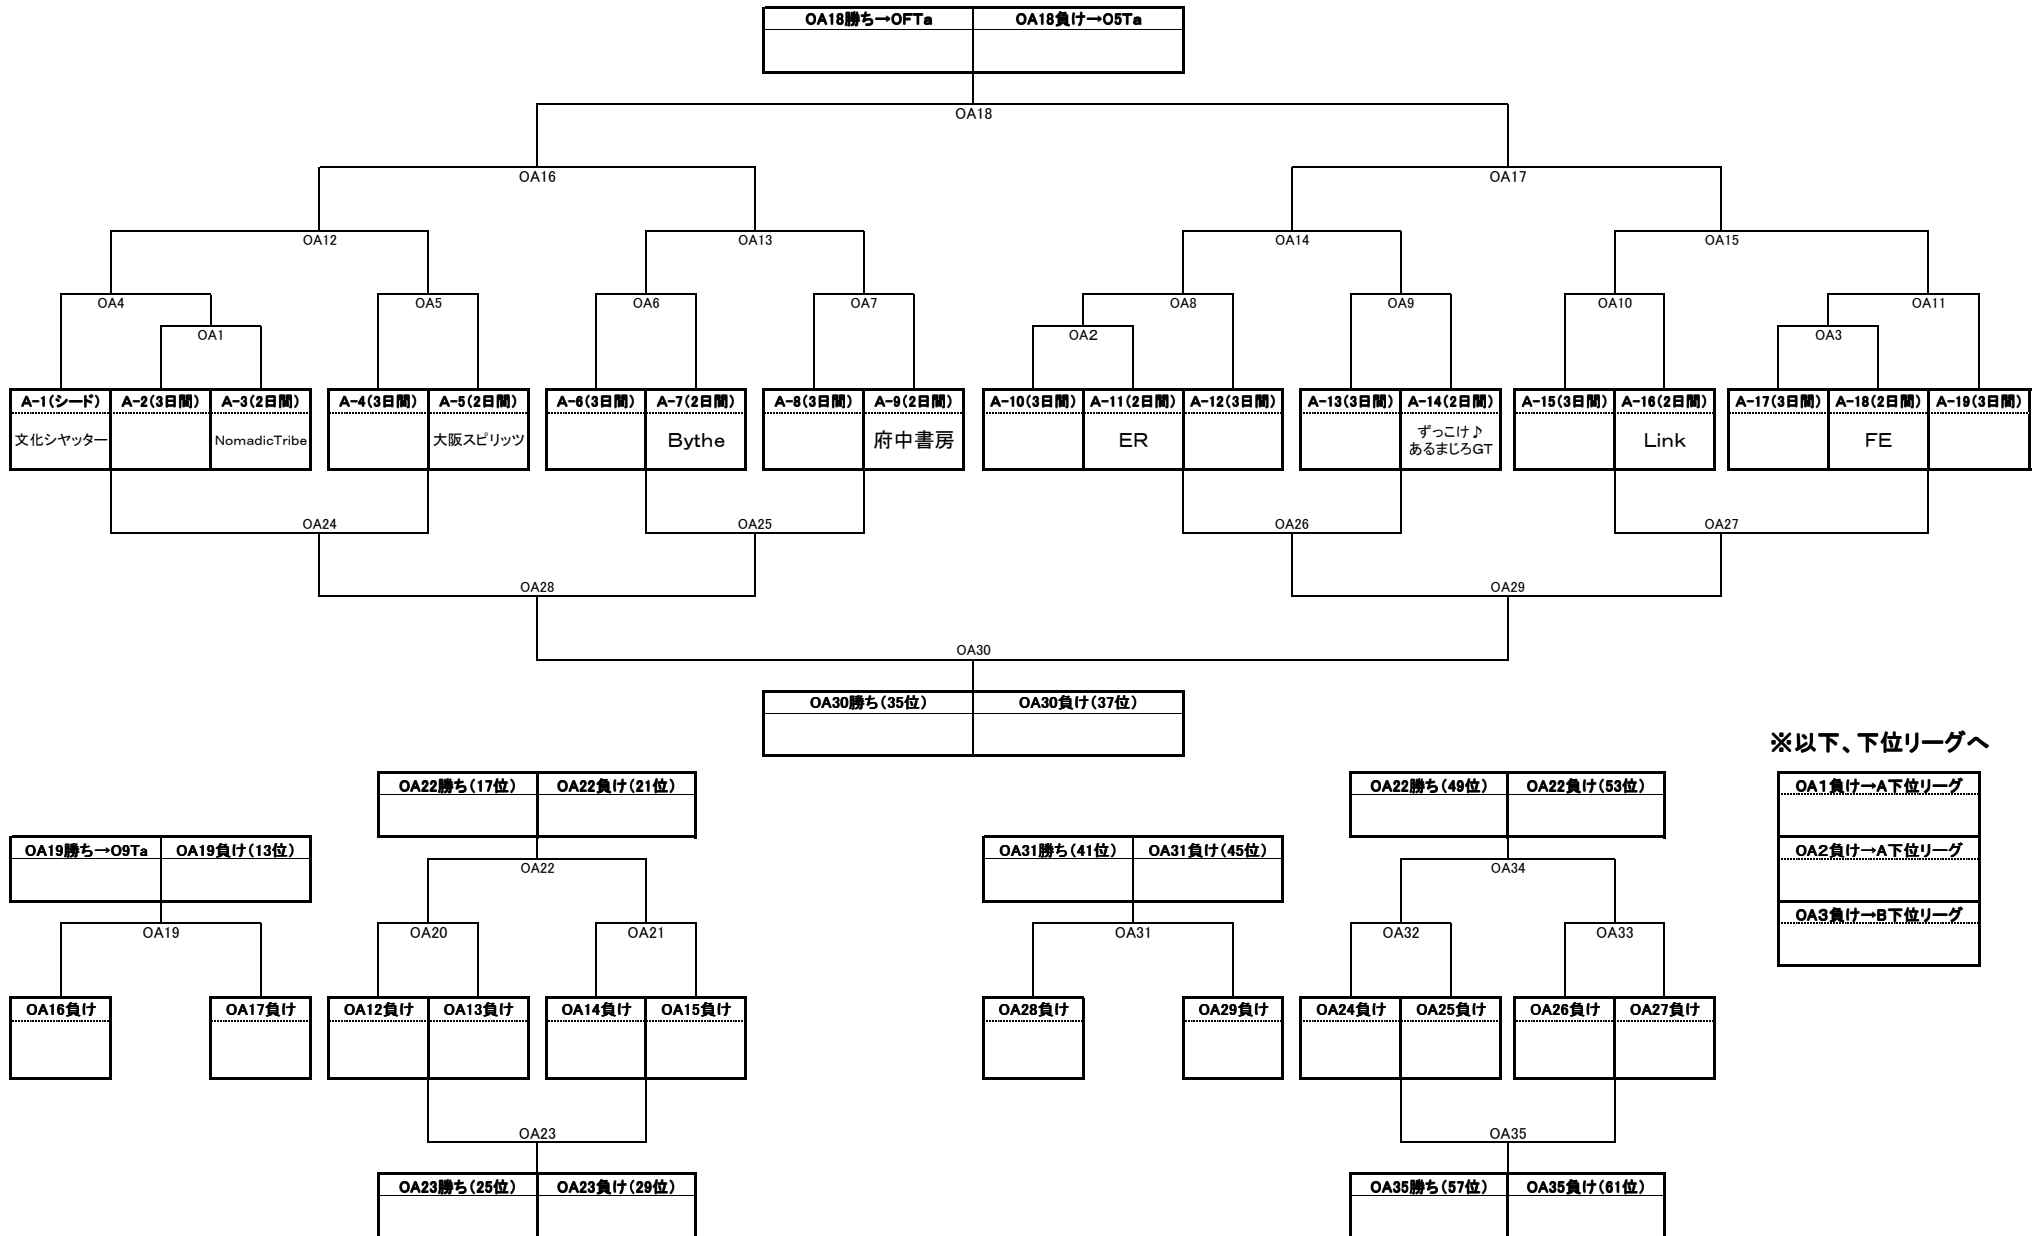 OA18勝ち→OFTa OA18負け→O5Ta
OA18
OA16 OA17
OA12 OA13 OA14 OA15
OA4 OA5 OA6 OA7 OA8 OA9 OA10 OA11
OA1 OA2 OA3
A-1(シード) A-2(3日間) A-3(2日間) A-4(3日間) A-5(2日間) A-6(3日間) A-7(2日間) A-8(3日間) A-9(2日間) A-10(3日間) A-11(2日間) A-12(3日間) A-13(3日間) A-14(2日間) A-15(3日間) A-16(2日間) A-17(3日間) A-18(2日間) A-19(3日間)
文化シヤッター NomadicTribe 大阪スピリッツ Bythe 府中書房 ER ずっこけ♪ Link FE
あるまじろGT
OA24 OA25 OA26 OA27
OA28 OA29
OA30
OA30勝ち(35位) OA30負け(37位)
※以下、下位リーグへ
OA22勝ち(17位) OA22負け(21位) OA22勝ち(49位) OA22負け(53位) OA1負け→A下位リーグ
OA19勝ち→O9Ta OA19負け(13位) OA31勝ち(41位) OA31負け(45位) OA2負け→A下位リーグ
OA22 OA34
OA3負け→B下位リーグ
OA19 OA20 OA21 OA31 OA32 OA33
OA16負け OA17負け OA12負け OA13負け OA14負け OA15負け OA28負け OA29負け OA24負け OA25負け OA26負け OA27負け
OA23 OA35
OA23勝ち(25位) OA23負け(29位) OA35勝ち(57位) OA35負け(61位)